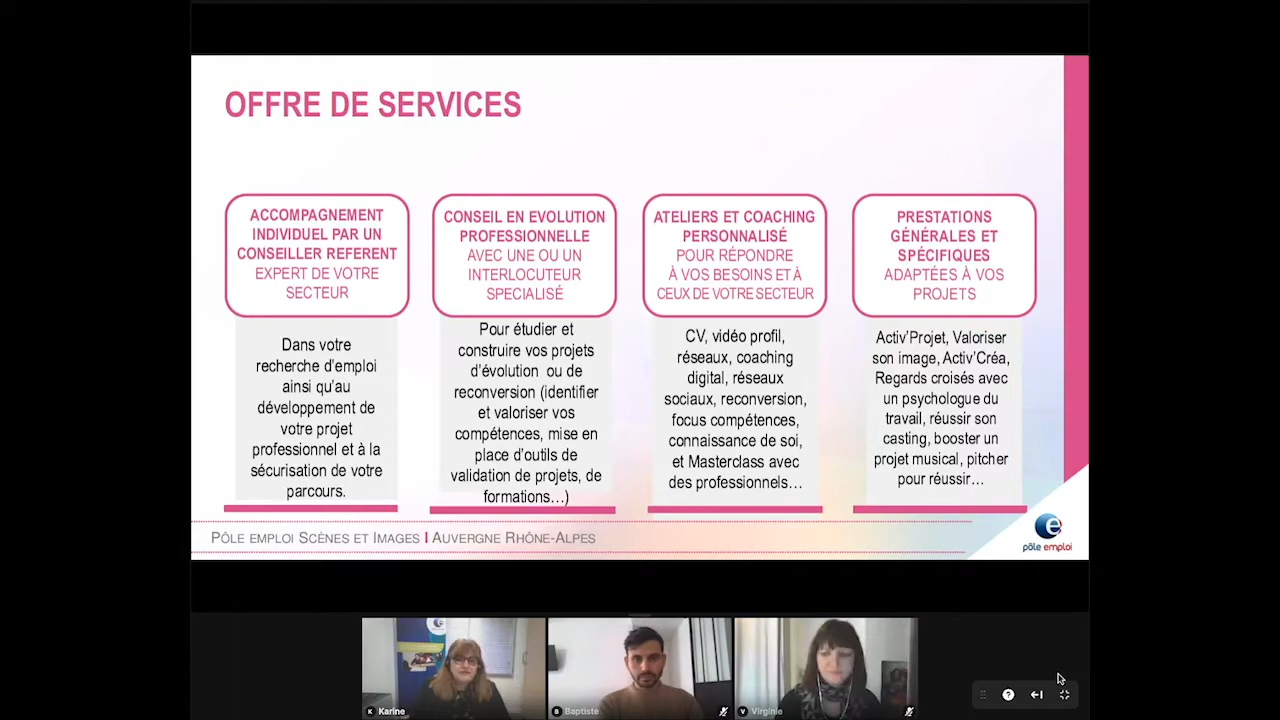 OFFRE DE SERVICES
ACCOMPAGNEMENT
INDIVIDUEL PAR UN
CONSEILLER REFERENT
EXPERT DE VOTRE
SECTEUR
Dans votre
recherche d'emploi
ainsi qu'au
développement de
votre projet
professionnel et à la
sécurisation de votre
parcours.
CONSEIL EN EVOLUTION
PROFESSIONNELLE
AVEC UNE OU UN
INTERLOCUTEUR
SPECIALISÉ
Pour étudier et
construire vos projets
d'évolution ou de
reconversion (identifier
et valoriser vos
compétences, mise en
place d'outils de
validation de projets, de
formations…)
ATELIERS ET COACHING
PERSONNALISÉ
POUR RÉPONDRE
À VOS BESOINS ET À
CEUX DE VOTRE SECTEUR
CV, vidéo profil,
réseaux, coaching
digital, réseaux
sociaux, reconversion,
focus compétences,
connaissance de soi,
et Masterclass avec
des professionnels…
PRESTATIONS
GÉNÉRALES ET
SPÉCIFIQUES
ADAPTÉES À VOS
PROJETS
Activ'Projet, Valoriser
son image, Activ'Créa,
Regards croisés avec
un psychologue du
travail, réussir son
casting, booster un
projet musical, pitcher
pour réussir…
PÔLE EMPLOI SCÈNES ET IMAGES I AUVERGNE RHÔNE-ALPES
pôle emploi
K Karine
B Baptiste
V Virginie